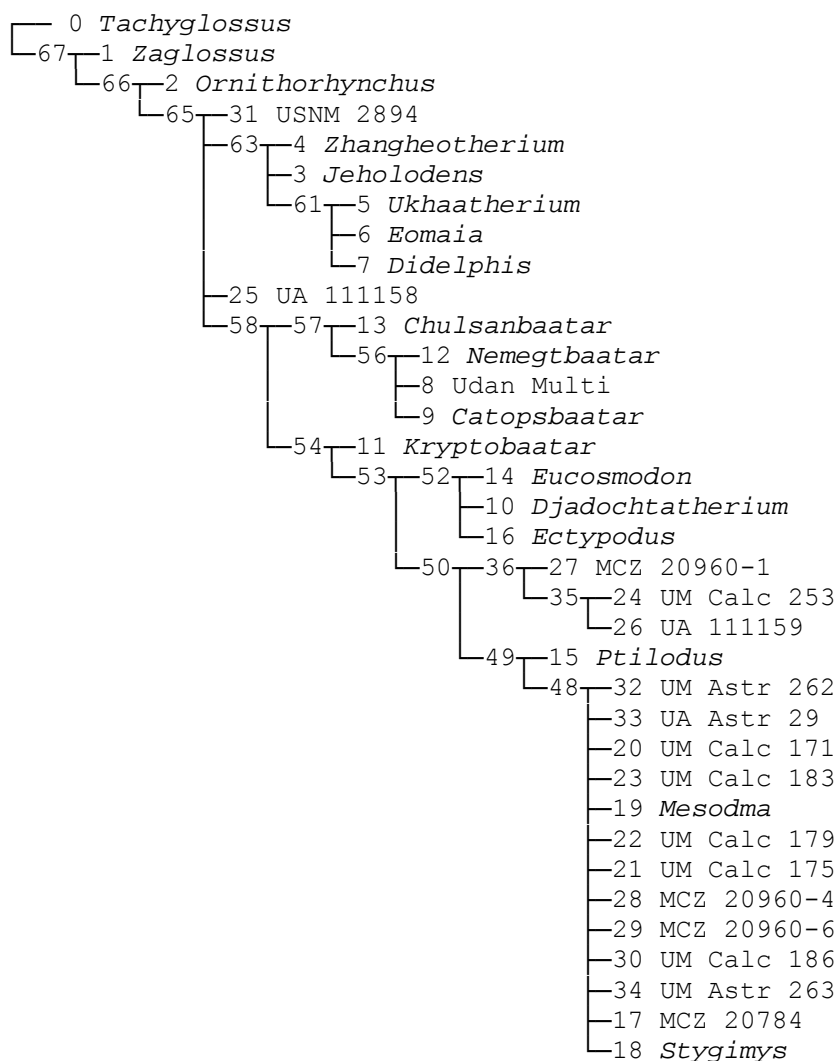 0 Tachyglossus
67 1 Zaglossus
66 2 Ornithorhynchus
65 31 USNM 2894
63 4 Zhangheotherium
3 Jeholodens
61 5 Ukhaatherium
6 Eomaia
7 Didelphis
25 UA 111158
58 57 13 Chulsanbaatar
56 12 Nemegtbaatar
8 Udan Multi
9 Catopsbaatar
54 11 Kryptobaatar
53 52 14 Eucosmodon
10 Djadochtatherium
16 Ectypodus
50 36 27 MCZ 20960-1
35 24 UM Calc 253
26 UA 111159
49 15 Ptilodus
48 32 UM Astr 262
33 UA Astr 29
20 UM Calc 171
23 UM Calc 183
19 Mesodma
22 UM Calc 179
21 UM Calc 175
28 MCZ 20960-4
29 MCZ 20960-6
30 UM Calc 186
34 UM Astr 263
17 MCZ 20784
18 Stygimys